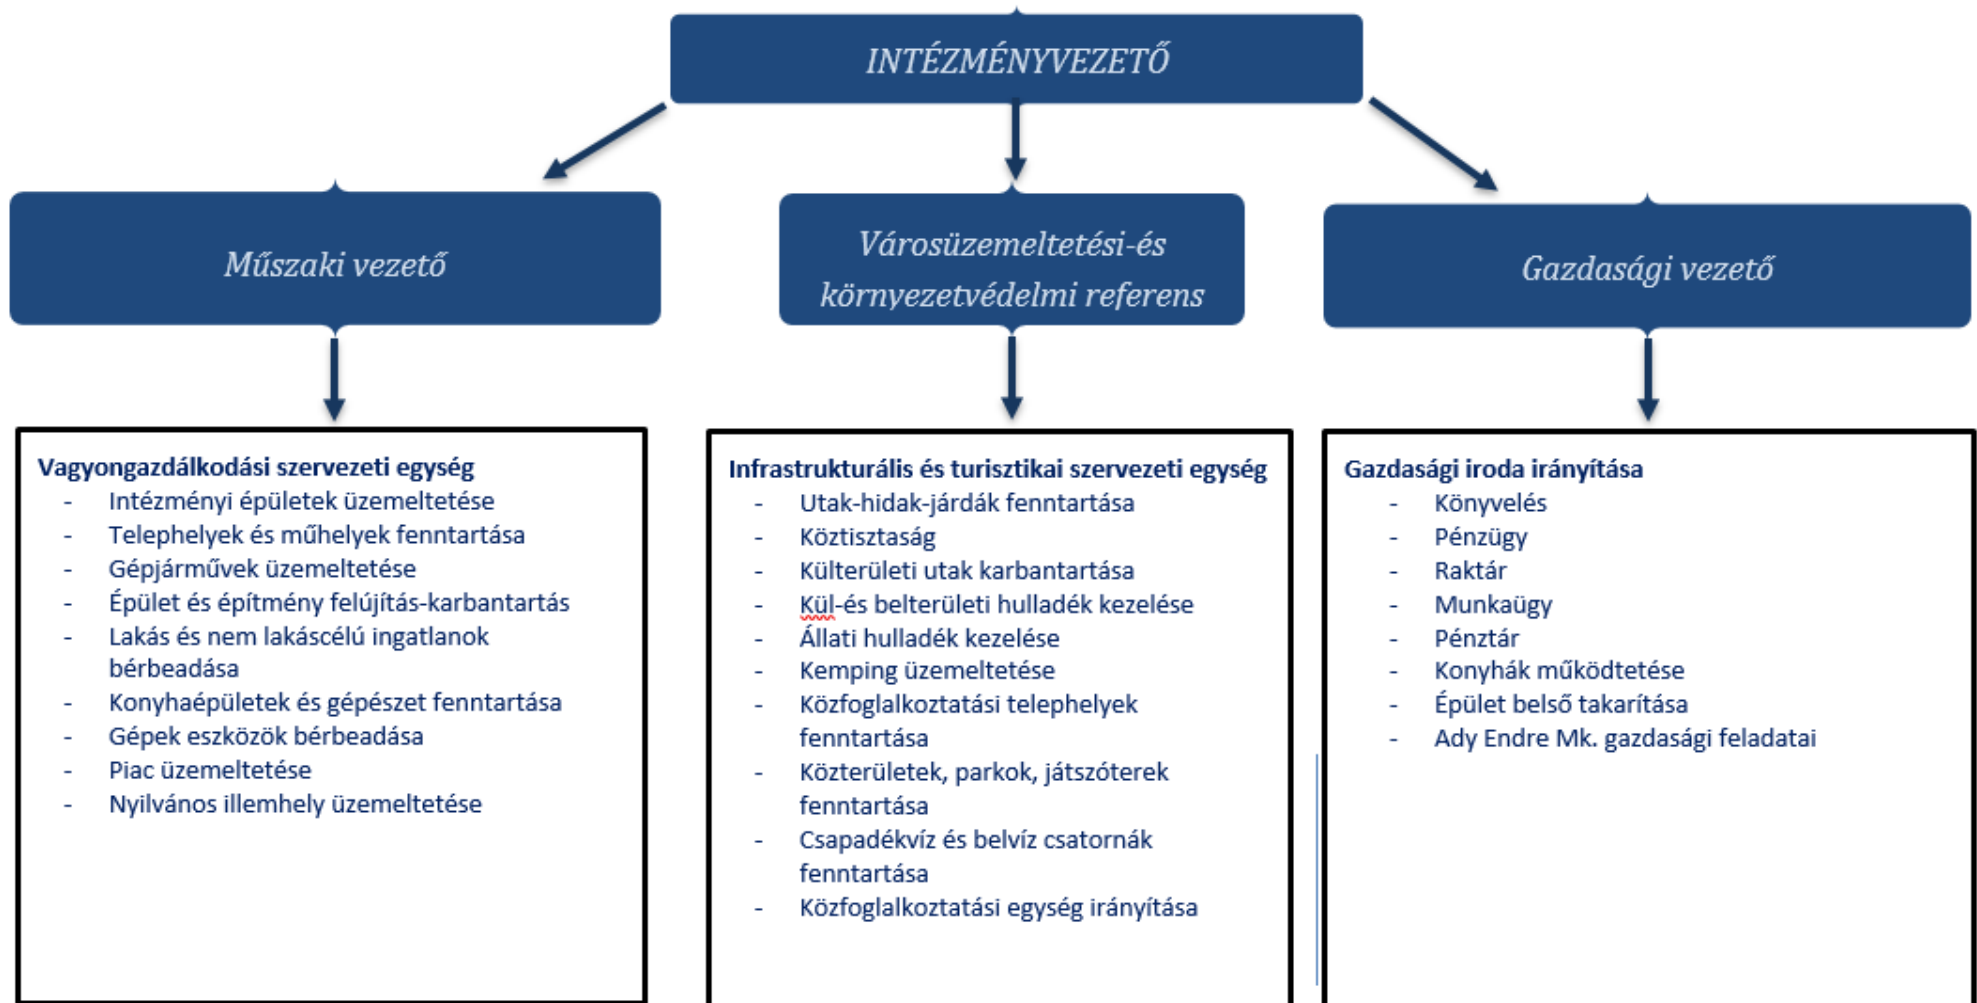 INTÉZMÉNYVEZETŐ
Műszaki vezető
Városüzemeltetési-és
környezetvédelmi referens
Gazdasági vezető
Vagyongazdálkodási szervezeti egység
- Intézményi épületek üzemeltetése
- Telephelyek és műhelyek fenntartása
- Gépjárművek üzemeltetése
- Épület és építmény felújítás-karbantartás
- Lakás és nem lakáscélú ingatlanok
bérbeadása
- Konyhaépületek és gépészet fenntartása
- Gépek eszközök bérbeadása
- Piac üzemeltetése
- Nyilvános illemhely üzemeltetése
Infrastrukturális és turisztikai szervezeti egység
- Utak-hidak-járdák fenntartása
- Köztisztaság
- Külterületi utak karbantartása
- Kül-és belterületi hulladék kezelése
- Állati hulladék kezelése
- Kemping üzemeltetése
- Közfoglalkoztatási telephelyek
fenntartása
- Közterületek, parkok, játszóterek
fenntartása
- Csapadékvíz és belvíz csatornák
fenntartása
- Közfoglalkoztatási egység irányítása
Gazdasági iroda irányítása
- Könyvelés
- Pénzügy
- Raktár
- Munkaügy
- Pénztár
- Konyhák működtetése
- Épület belső takarítása
- Ady Endre Mk. gazdasági feladatai